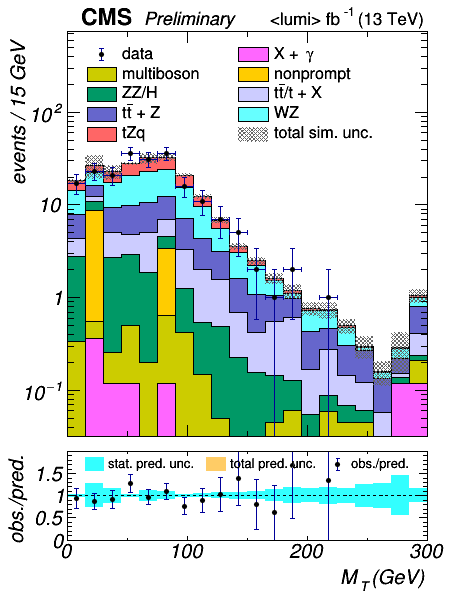 CMS Preliminary <lumi> fb⁻¹ (13 TeV)
events / 15 GeV
data
X + γ
multiboson
nonprompt
ZZ/H
tt̄/t + X
tt̄ + Z
WZ
tZq
total sim. unc.
10²
10
1
10⁻¹
obs./pred.
stat. pred. unc.
total pred. unc.
obs./pred.
1.5
1
0.5
0
0
100
200
300
M_T (GeV)